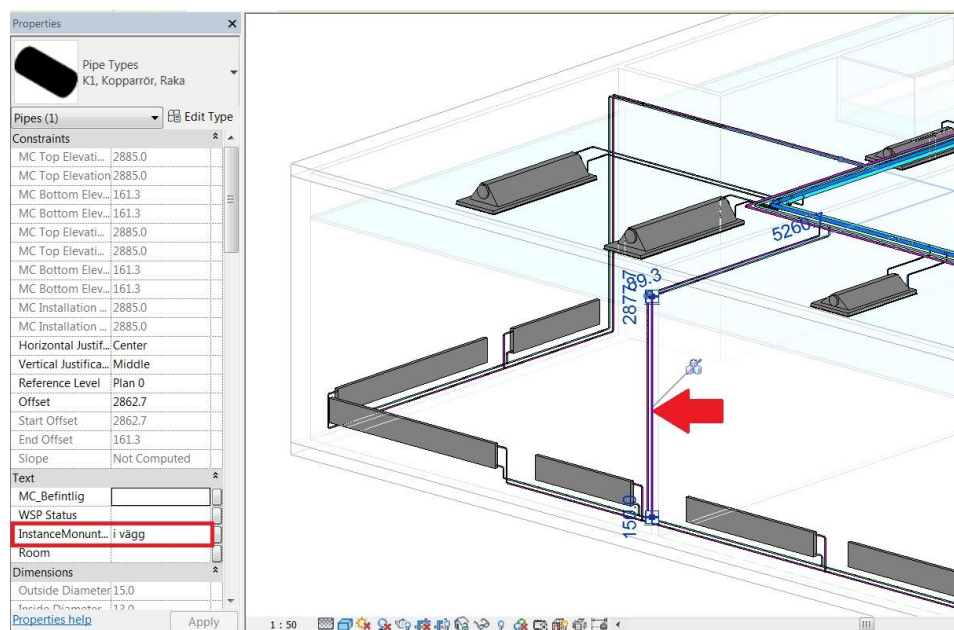 Properties
Pipe Types
K1, Kopparrör, Raka
Pipes (1)
Edit Type
Constraints
MC Top Elevati... 2885.0
MC Top Elevation 2885.0
MC Bottom Elev... 161.3
MC Bottom Elev... 161.3
MC Top Elevati... 2885.0
MC Top Elevati... 2885.0
MC Bottom Elev... 161.3
MC Bottom Elev... 161.3
MC Installation ... 2885.0
MC Installation ... 2885.0
Horizontal Justif... Center
Vertical Justifica... Middle
Reference Level Plan 0
Offset 2862.7
Start Offset 2862.7
End Offset 161.3
Slope Not Computed
Text
MC_Befintlig
WSP Status
InstanceMonunt... i vägg
Room
Dimensions
Outside Diameter 15.0
Inside Diameter 13.0
Properties help
Apply
1 : 50